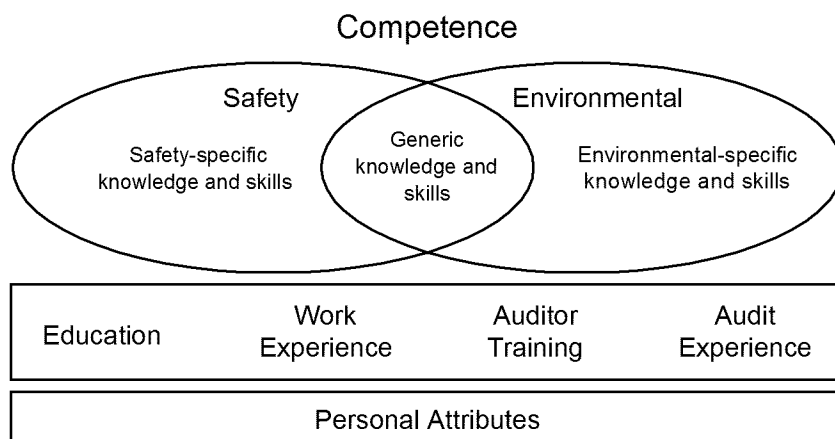 Competence
Safety
Environmental
Safety-specific
knowledge and skills
Generic
knowledge and
skills
Environmental-specific
knowledge and skills
Education
Work
Experience
Auditor
Training
Audit
Experience
Personal Attributes